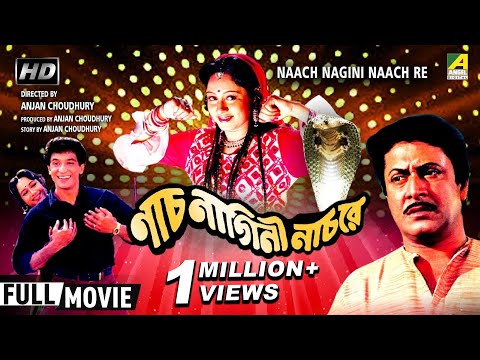 HD
NAACH NAGINI NAACH RE
ANGEL
DIGITAL
DIRECTED BY
ANJAN CHOUDHURY
PRODUCED BY ANJAN CHOUDHURY
STORY BY ANJAN CHOUDHURY
নাচ নাগিনী নাচ রে
1 MILLION+
VIEWS
FULL MOVIE